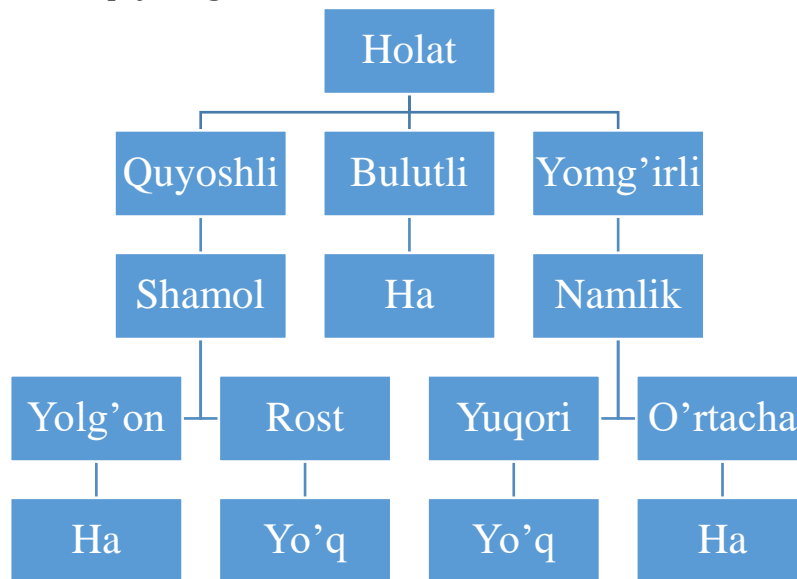 Holat
Quyoshli Bulutli Yomg’irli
Shamol Ha Namlik
Yolg’on Rost Yuqori O’rtacha
Ha Yo’q Yo’q Ha